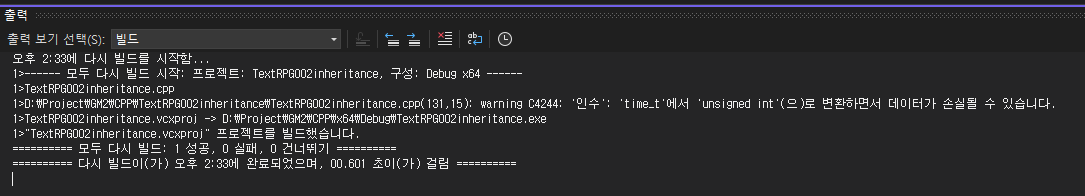 출력
출력 보기 선택(S): 빌드
오후 2:33에 다시 빌드를 시작함...
1>------ 모두 다시 빌드 시작: 프로젝트: TextRPG002inheritance, 구성: Debug x64 ------
1>TextRPG002inheritance.cpp
1>D:₩Project₩GM2₩CPP₩TextRPG002inheritance₩TextRPG002inheritance.cpp(131,15): warning C4244: '인수': 'time_t'에서 'unsigned int'(으)로 변환하면서 데이터가 손실될 수 있습니다.
1>TextRPG002inheritance.vcxproj -> D:₩Project₩GM2₩CPP₩x64₩Debug₩TextRPG002inheritance.exe
1>"TextRPG002inheritance.vcxproj" 프로젝트를 빌드했습니다.
========== 모두 다시 빌드: 1 성공, 0 실패, 0 건너뛰기 ==========
========== 다시 빌드이(가) 오후 2:33에 완료되었으며, 00.601 초이(가) 걸림 ==========